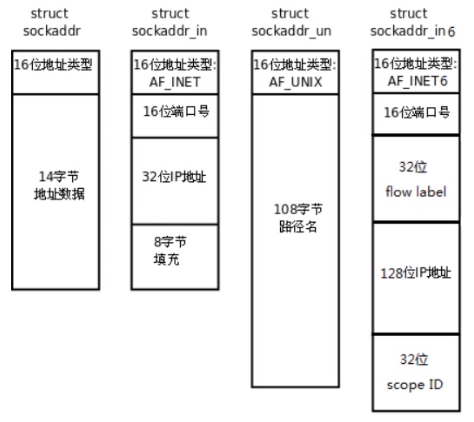 struct
sockaddr
16位地址类型
14字节
地址数据
struct
sockaddr_in
16位地址类型:
AF_INET
16位端口号
32位IP地址
8字节
填充
struct
sockaddr_un
16位地址类型:
AF_UNIX
108字节
路径名
struct
sockaddr_in6
16位地址类型:
AF_INET6
16位端口号
32位
flow label
128位IP地址
32位
scope ID